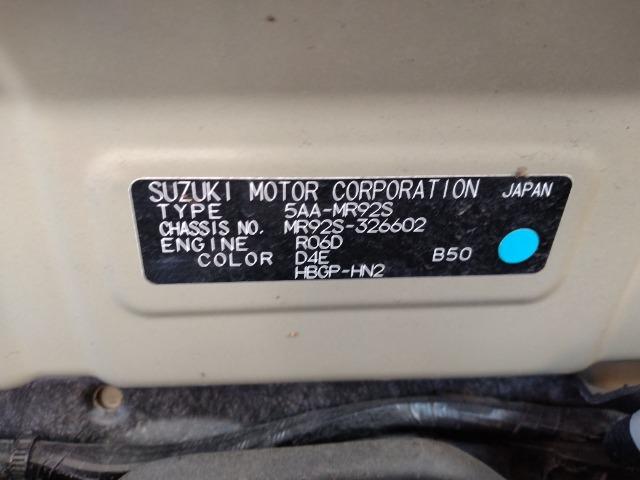 SUZUKI MOTOR CORPORATION JAPAN
TYPE 5AA-MR92S
CHASSIS NO. MR92S-326602
ENGINE R06D
COLOR D4E B50
HBGP-HN2